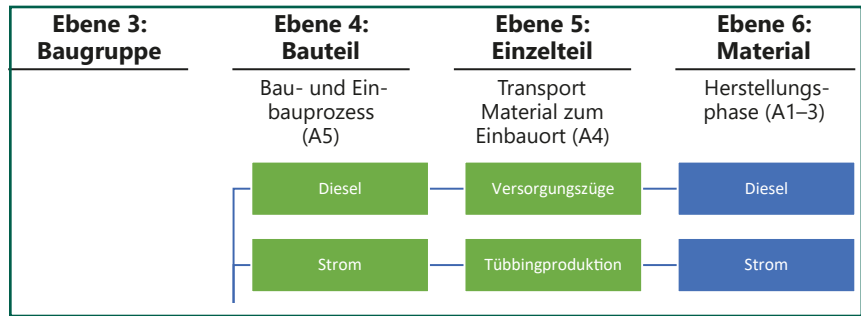 Ebene 3:
Baugruppe
Ebene 4:
Bauteil
Ebene 5:
Einzelteil
Ebene 6:
Material
Bau- und Ein-
bauprozess
(A5)
Transport
Material zum
Einbauort (A4)
Herstellungs-
phase (A1–3)
Diesel
Versorgungszüge
Diesel
Strom
Tübbingproduktion
Strom